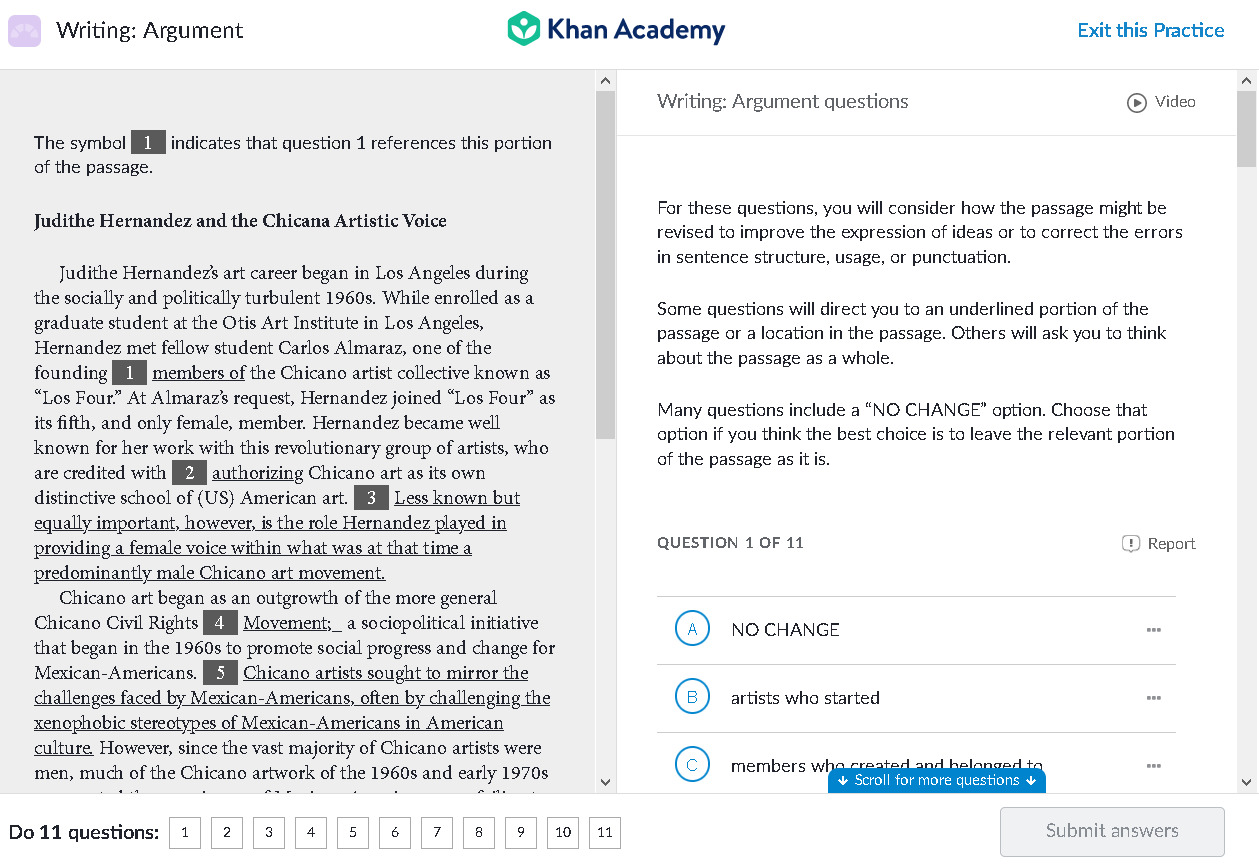 Writing: Argument
Khan Academy
Exit this Practice
The symbol 1 indicates that question 1 references this portion
of the passage.
Judithe Hernandez and the Chicana Artistic Voice
Judithe Hernandez's art career began in Los Angeles during
the socially and politically turbulent 1960s. While enrolled as a
graduate student at the Otis Art Institute in Los Angeles,
Hernandez met fellow student Carlos Almaraz, one of the
founding 1 members of the Chicano artist collective known as
“Los Four.” At Almaraz's request, Hernandez joined “Los Four” as
its fifth, and only female, member. Hernandez became well
known for her work with this revolutionary group of artists, who
are credited with 2 authorizing Chicano art as its own
distinctive school of (US) American art. 3 Less known but
equally important, however, is the role Hernandez played in
providing a female voice within what was at that time a
predominantly male Chicano art movement.
Chicano art began as an outgrowth of the more general
Chicano Civil Rights 4 Movement;_ a sociopolitical initiative
that began in the 1960s to promote social progress and change for
Mexican-Americans. 5 Chicano artists sought to mirror the
challenges faced by Mexican-Americans, often by challenging the
xenophobic stereotypes of Mexican-Americans in American
culture. However, since the vast majority of Chicano artists were
men, much of the Chicano artwork of the 1960s and early 1970s
Writing: Argument questions
Video
For these questions, you will consider how the passage might be
revised to improve the expression of ideas or to correct the errors
in sentence structure, usage, or punctuation.
Some questions will direct you to an underlined portion of the
passage or a location in the passage. Others will ask you to think
about the passage as a whole.
Many questions include a “NO CHANGE” option. Choose that
option if you think the best choice is to leave the relevant portion
of the passage as it is.
QUESTION 1 OF 11
Report
A NO CHANGE
B artists who started
C members who created and belonged to
Scroll for more questions
Do 11 questions: 1 2 3 4 5 6 7 8 9 10 11
Submit answers